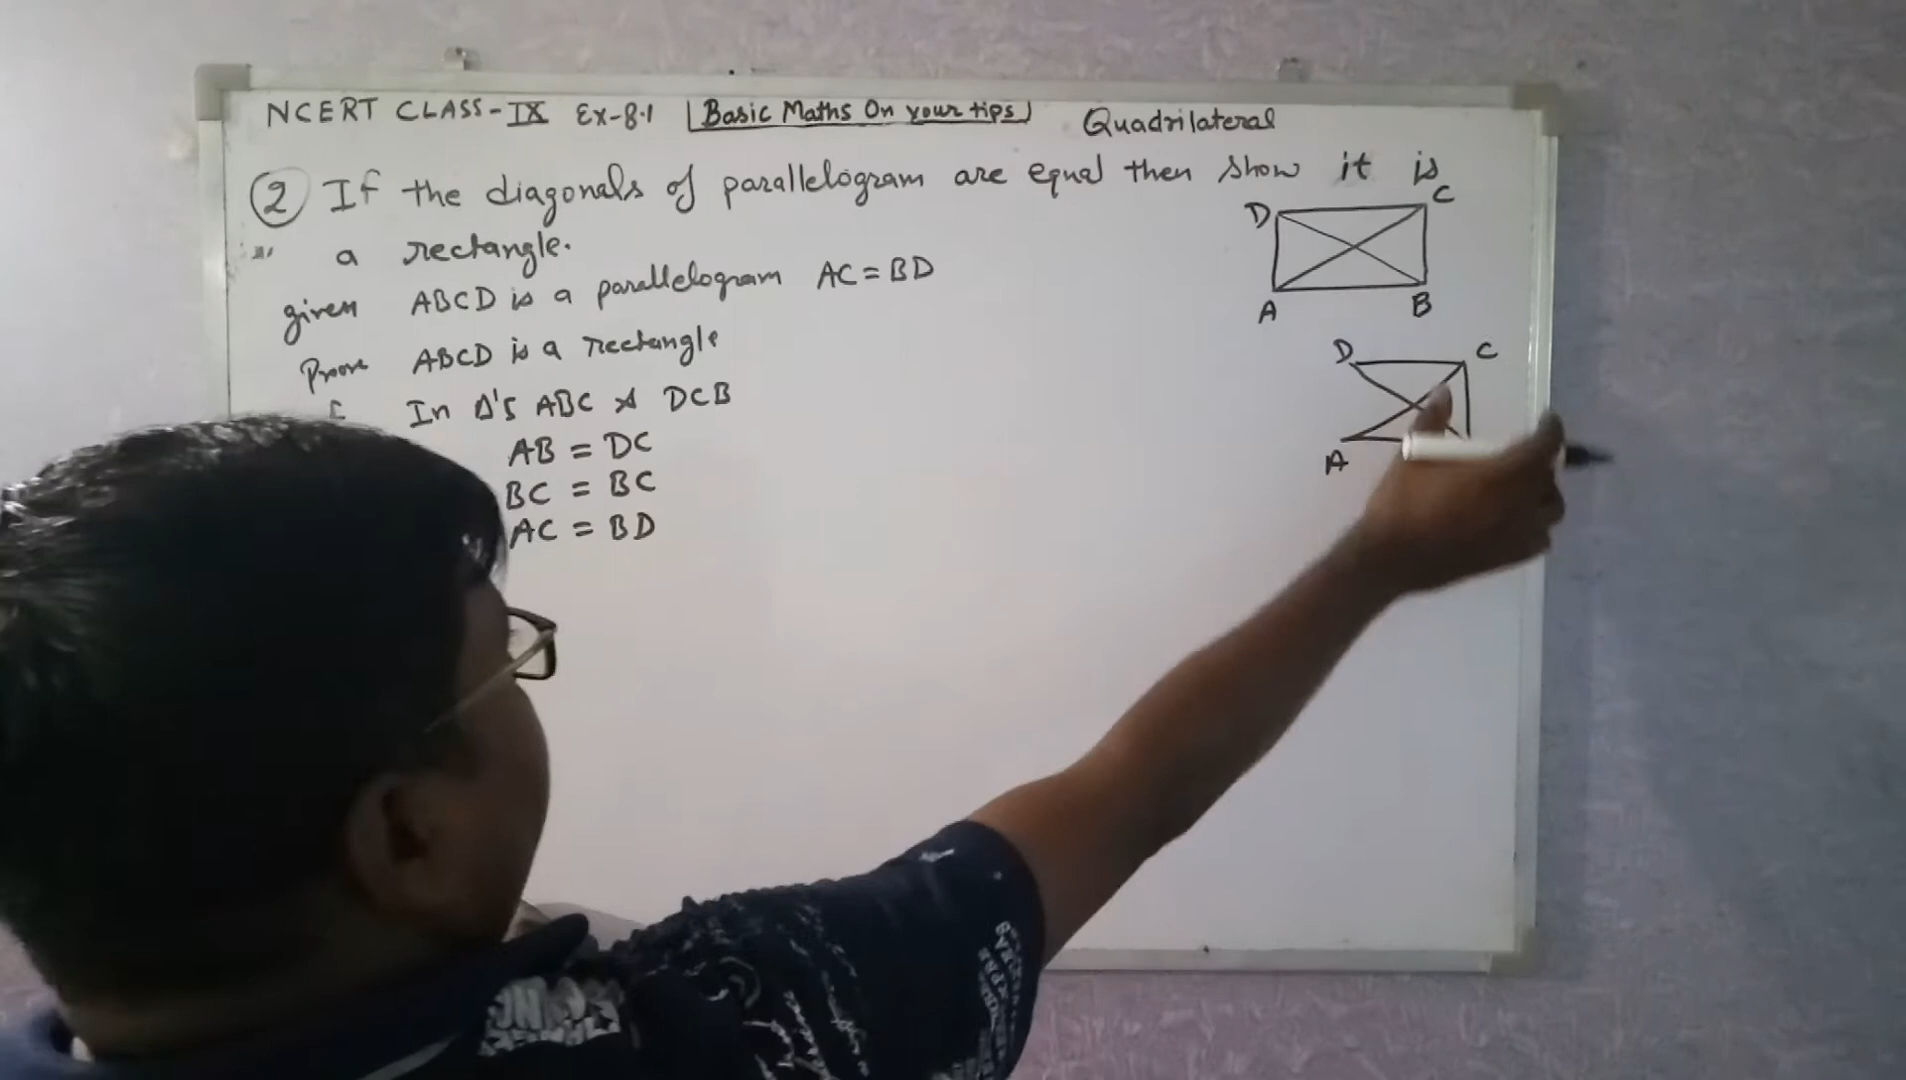 NCERT CLASS-IX Ex-8.1 Basic Maths On your tips Quadrilateral
2 If the diagonals of parallelogram are equal then show it is
a rectangle.
given ABCD is a parallelogram AC = BD
Prove ABCD is a rectangle
In Δ's ABC & DCB
AB = DC
BC = BC
AC = BD
D C
A B
D C
A